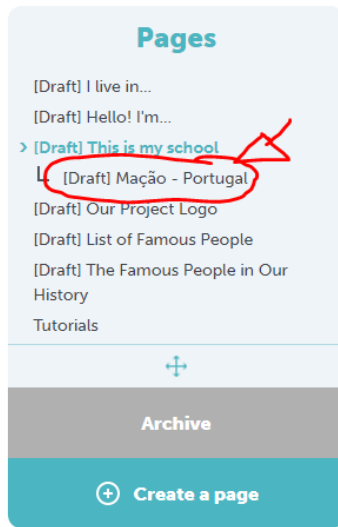 Pages
[Draft] I live in...
[Draft] Hello! I'm...
[Draft] This is my school
[Draft] Mação - Portugal
[Draft] Our Project Logo
[Draft] List of Famous People
[Draft] The Famous People in Our
History
Tutorials
Archive
Create a page